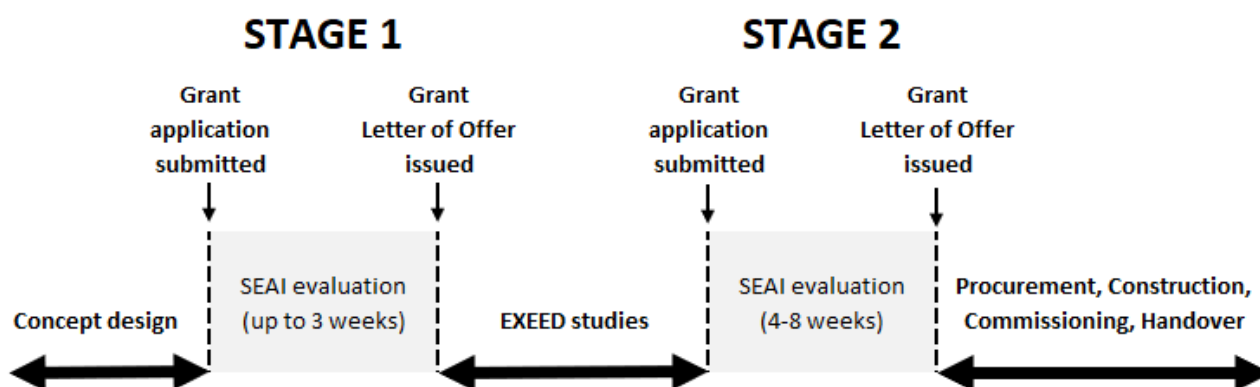 STAGE 1
STAGE 2
Grant
application
submitted
Grant
Letter of Offer
issued
Grant
application
submitted
Grant
Letter of Offer
issued
Concept design
SEAI evaluation
(up to 3 weeks)
EXEED studies
SEAI evaluation
(4-8 weeks)
Procurement, Construction,
Commissioning, Handover